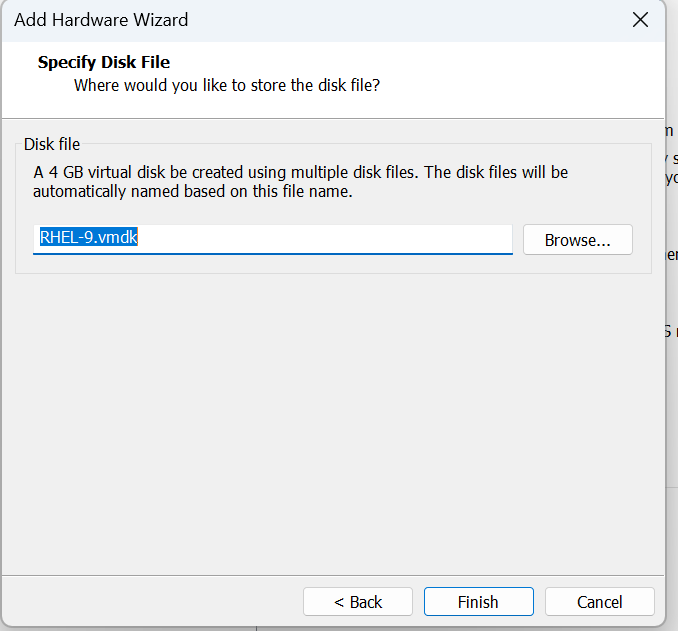 Add Hardware Wizard
Specify Disk File
Where would you like to store the disk file?
Disk file
A 4 GB virtual disk be created using multiple disk files. The disk files will be
automatically named based on this file name.
RHEL-9.vmdk
Browse...
< Back
Finish
Cancel